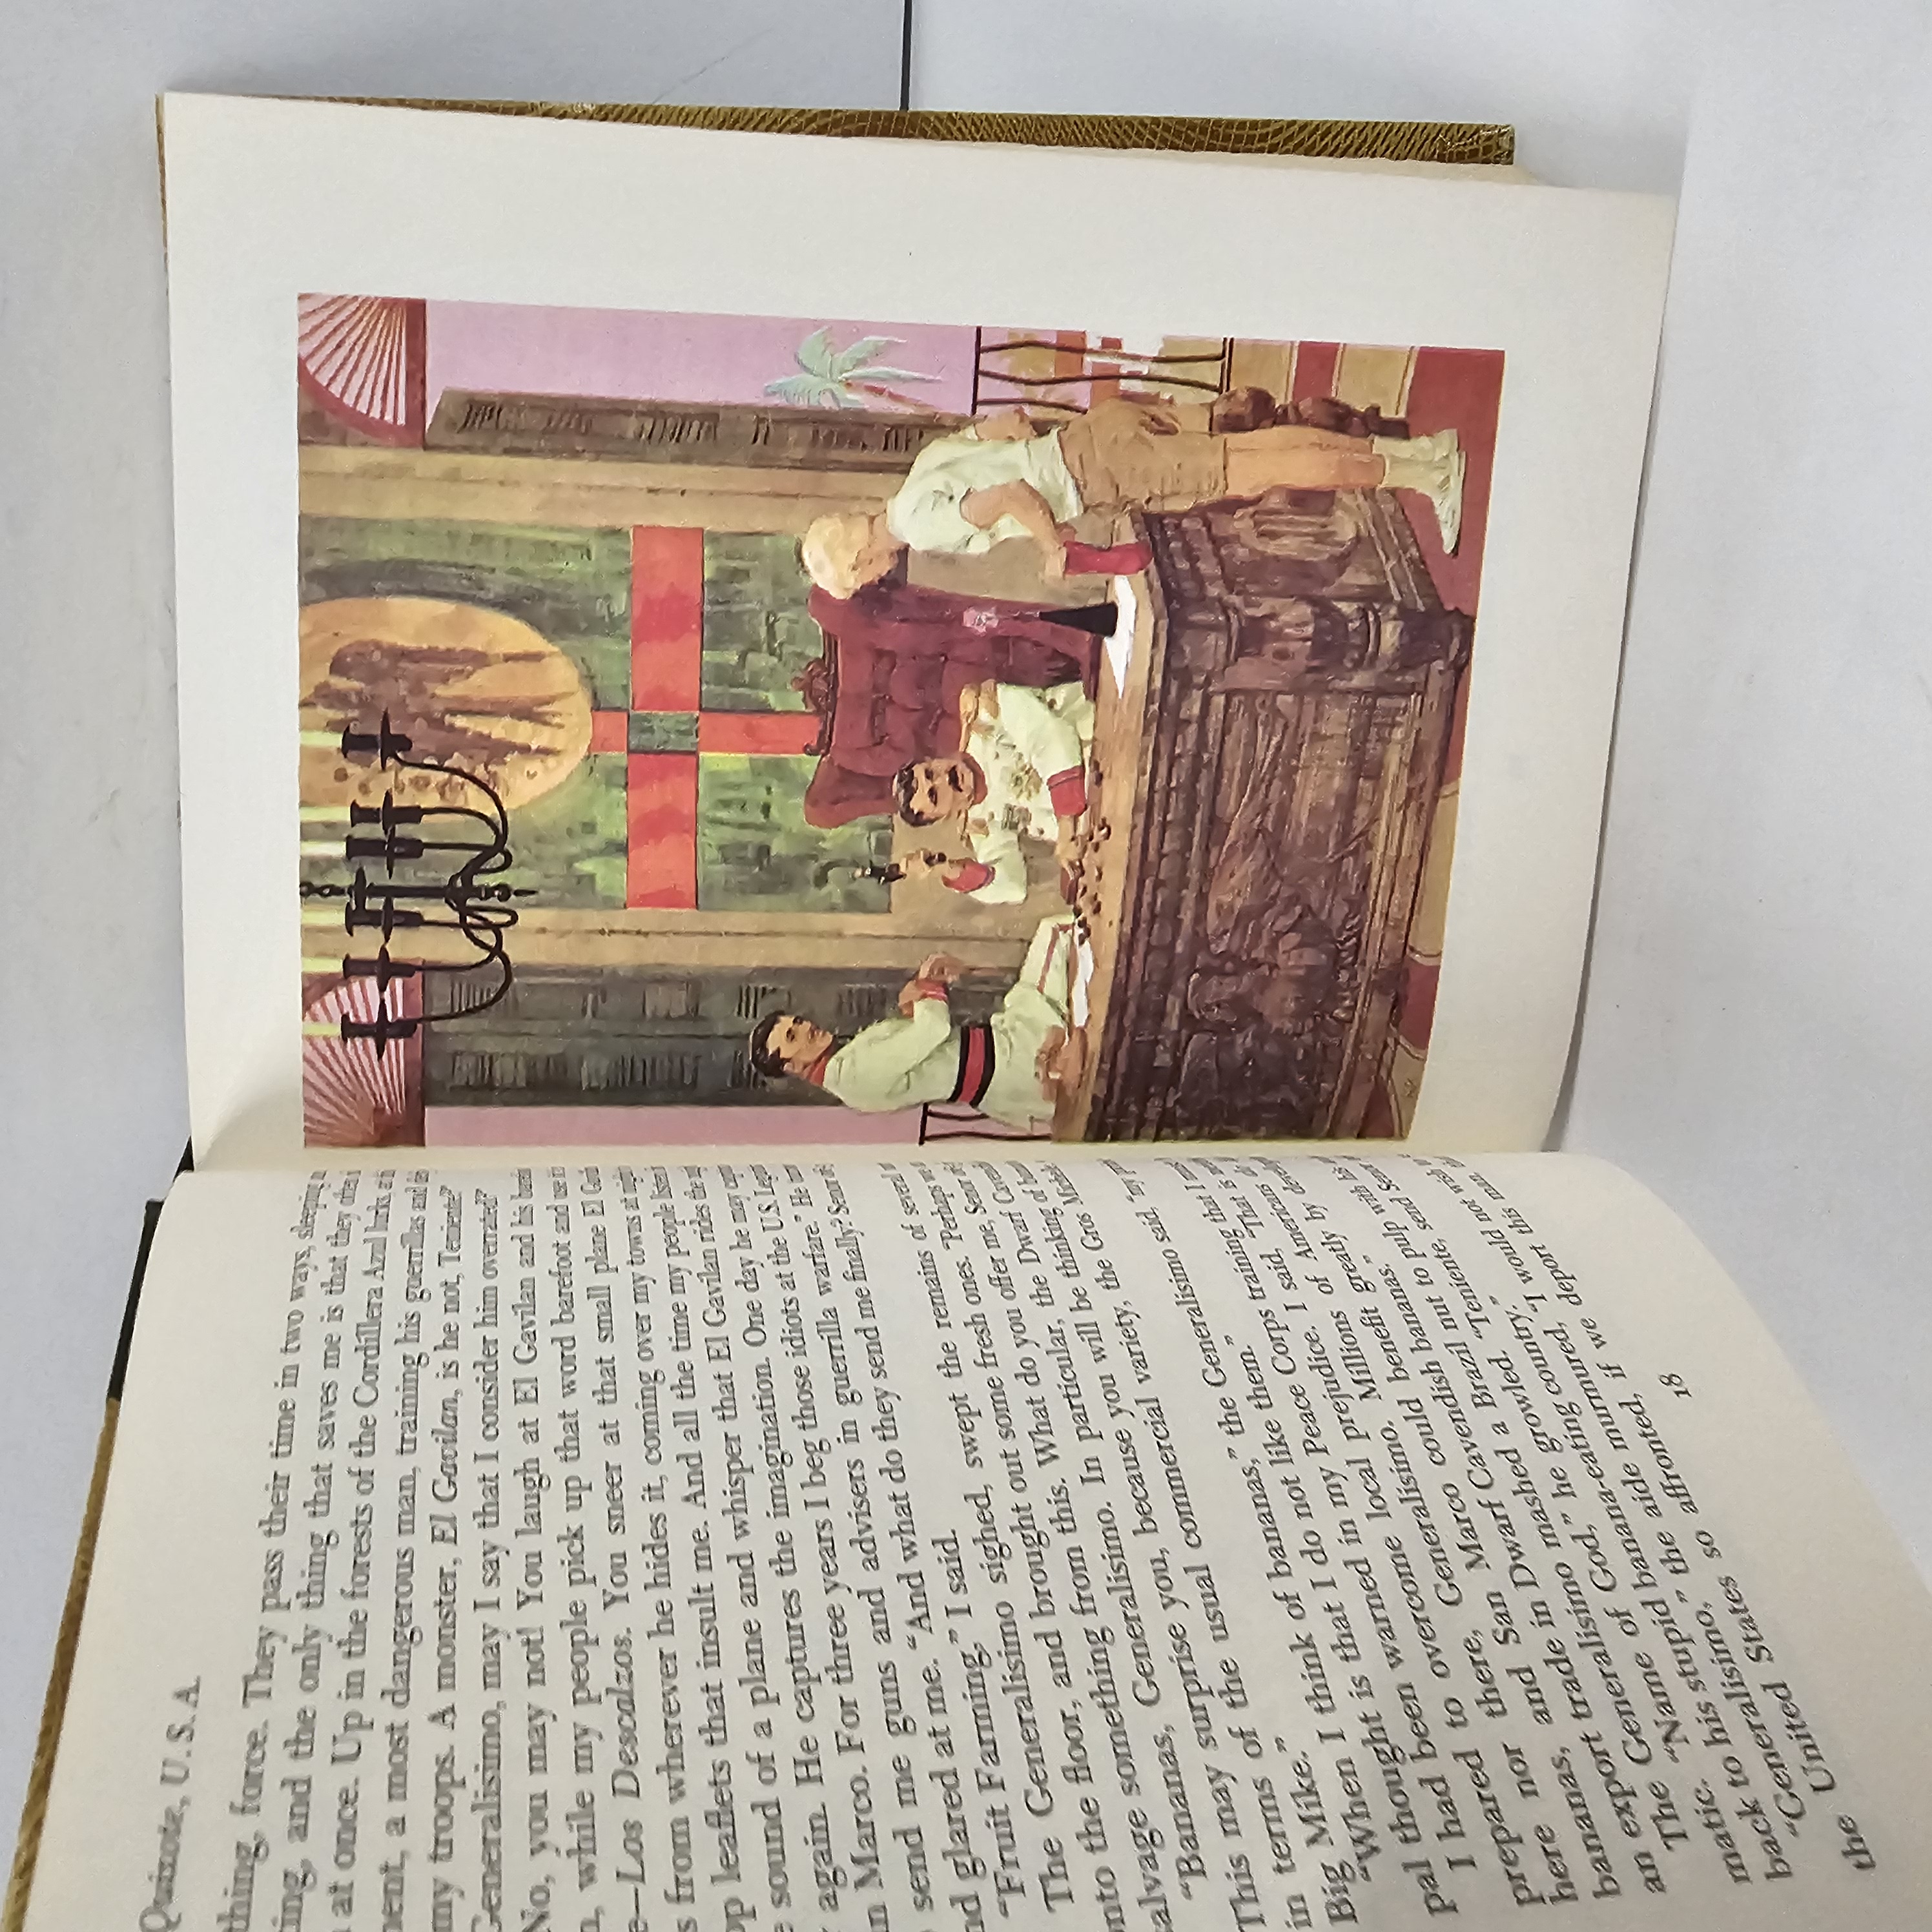 Quixote, U.S.A.
thing, force. They pass their time in two ways, sleeping
and the only thing that saves me is that they often
at once. Up in the forests of the Cordillera Azul lurks,
a most dangerous man, training his guerrillas and
my troops. A monster, El Gavilan, is he not, Teniente?"
Generalisimo, may I say that I consider him overrated?"
No, you may not! You laugh at El Gavilan and his
while my people pick up that word barefoot and use
—Los Descalzos. You sneer at that small plane El
from wherever he hides it, coming over my towns at night
leaflets that insult me. And all the time my people listen
sound of a plane and whisper that El Gavilan rides the
again. He captures the imagination. One day he may
Marco. For three years I beg those idiots at the U.S.
send me guns and advisers in guerrilla warfare." He
glared at me. "And what do they send me finally? Senor
"Fruit Farming," I said.
The Generalisimo sighed, swept the remains of several
onto the floor, and brought out some fresh ones. "Perhaps we
salvage something from this. What do you offer me, Senor
"Bananas, Generalisimo. In particular, the Dwarf Cavendish
This may surprise you, because you will be thinking of
in terms of the usual commercial variety, the Gros Michele.
Big Mike."
"When I think of bananas," the Generalisimo said, "my
pal thought is that I do not like them."
I had been warned in my Peace Corps training that I must
prepared to overcome local prejudice. I said, "That is
here nor there, Generalisimo. Millions of Americans do
bananas, and San Marco could benefit greatly by
an export trade in Dwarf Cavendish bananas."
The Generalisimo mashed a Brazil nut to pulp with his
matic. "Name of God," he growled. "Teniente, send Senor
back to his stupid banana-eating country."
"Generalisimo," the aide murmured, "I would not wish to
the United States so affronted, if we deport this man,
18